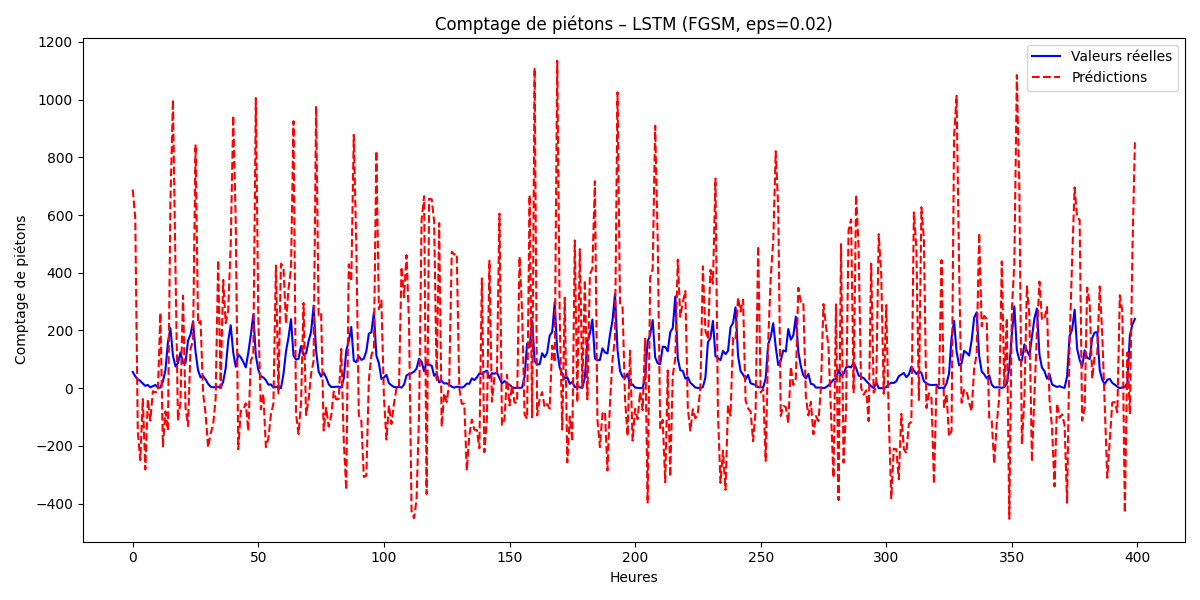 Comptage de piétons – LSTM (FGSM, eps=0.02)
Valeurs réelles
Prédictions
Comptage de piétons
1200
1000
800
600
400
200
0
−200
−400
0 50 100 150 200 250 300 350 400
Heures